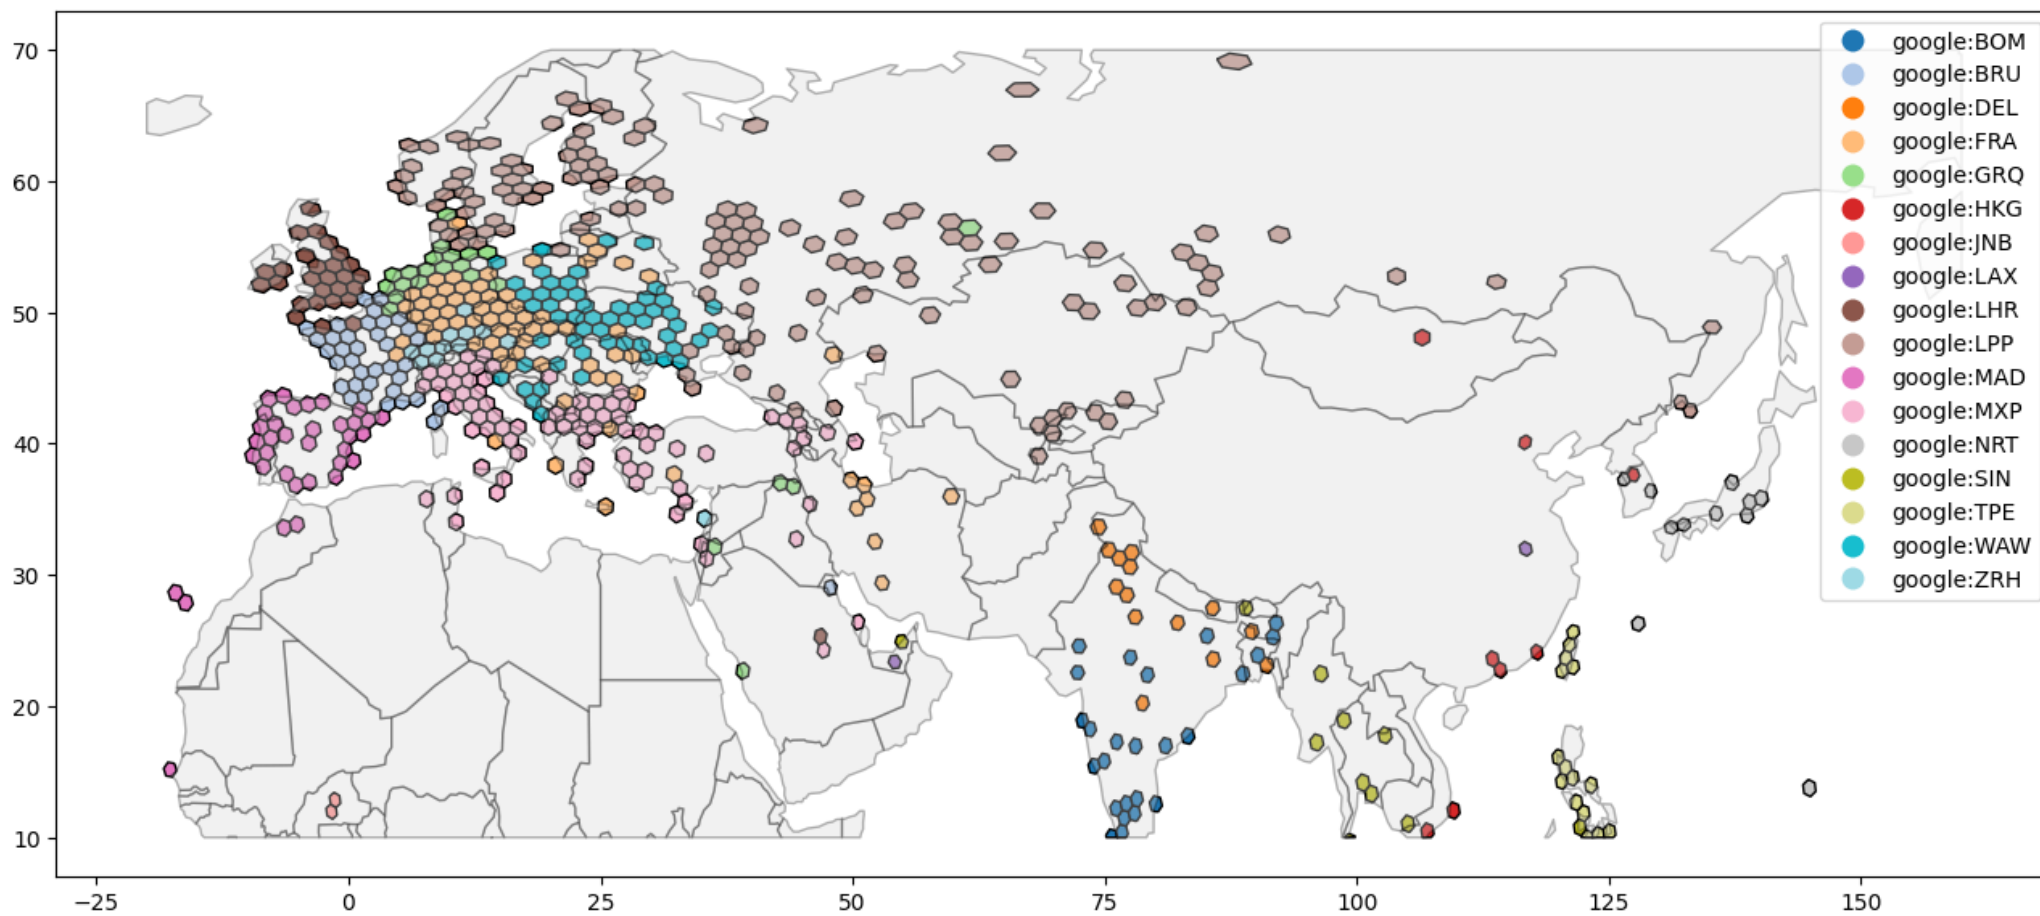 70
60
50
40
30
20
10
−25
0
25
50
75
100
125
150
google:BOM
google:BRU
google:DEL
google:FRA
google:GRQ
google:HKG
google:JNB
google:LAX
google:LHR
google:LPP
google:MAD
google:MXP
google:NRT
google:SIN
google:TPE
google:WAW
google:ZRH